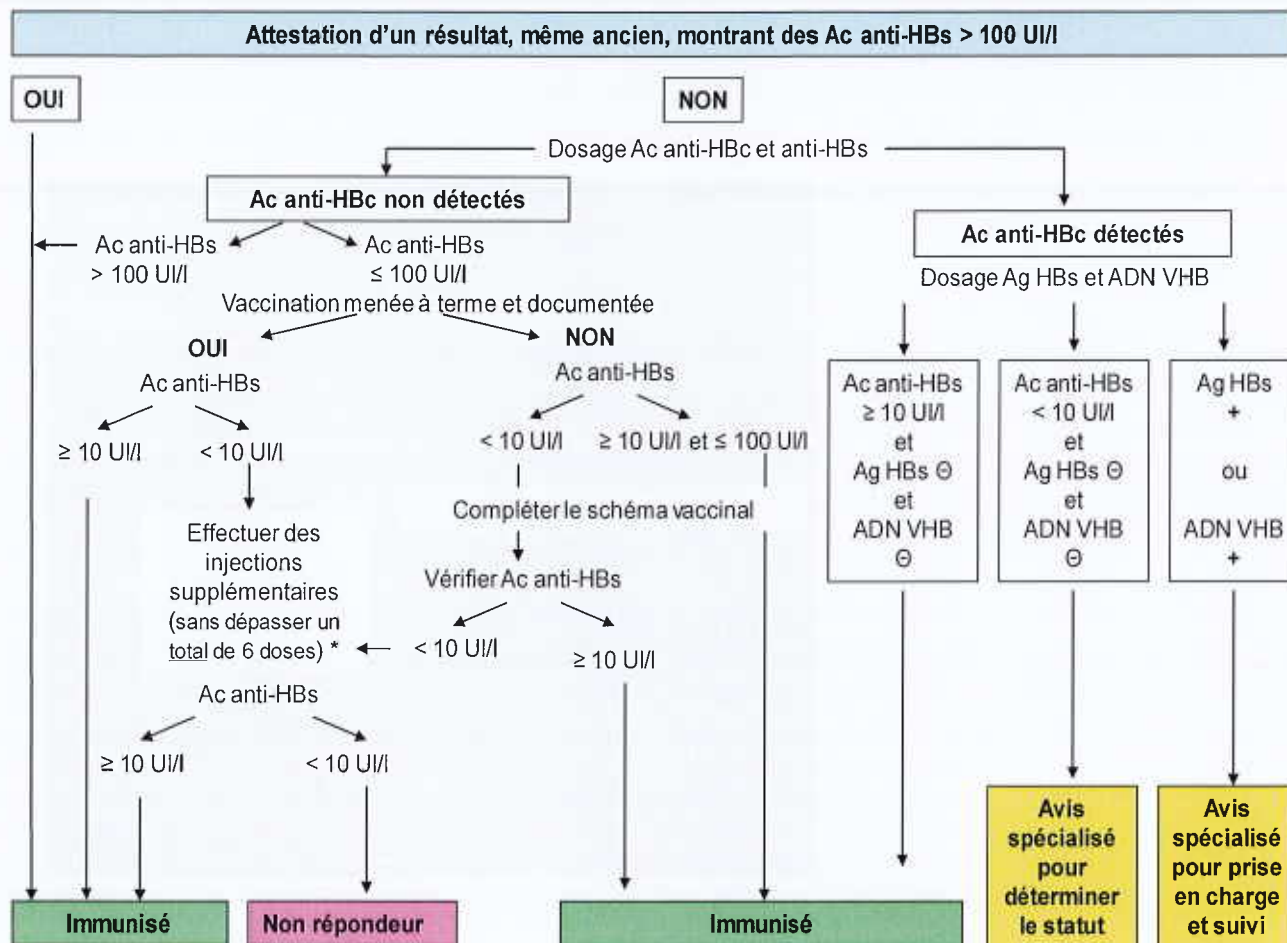 Attestation d'un résultat, même ancien, montrant des Ac anti-HBs > 100 UI/l
OUI
NON
Dosage Ac anti-HBc et anti-HBs
Ac anti-HBc non détectés
Ac anti-HBs
> 100 UI/l
Ac anti-HBs
≤ 100 UI/l
Vaccination menée à terme et documentée
OUI
Ac anti-HBs
≥ 10 UI/l
< 10 UI/l
Effectuer des
injections
supplémentaires
(sans dépasser un
total de 6 doses) *
Ac anti-HBs
≥ 10 UI/l
< 10 UI/l
NON
Ac anti-HBs
< 10 UI/l
≥ 10 UI/l et ≤ 100 UI/l
Compléter le schéma vaccinal
Vérifier Ac anti-HBs
< 10 UI/l
≥ 10 UI/l
Ac anti-HBc détectés
Dosage Ag HBs et ADN VHB
Ac anti-HBs
≥ 10 UI/l
et
Ag HBs Θ
et
ADN VHB
Θ
Ac anti-HBs
< 10 UI/l
et
Ag HBs Θ
et
ADN VHB
Θ
Ag HBs
+
ou
ADN VHB
+
Immunisé
Non répondeur
Immunisé
Avis
spécialisé
pour
déterminer
le statut
Avis
spécialisé
pour prise
en charge
et suivi